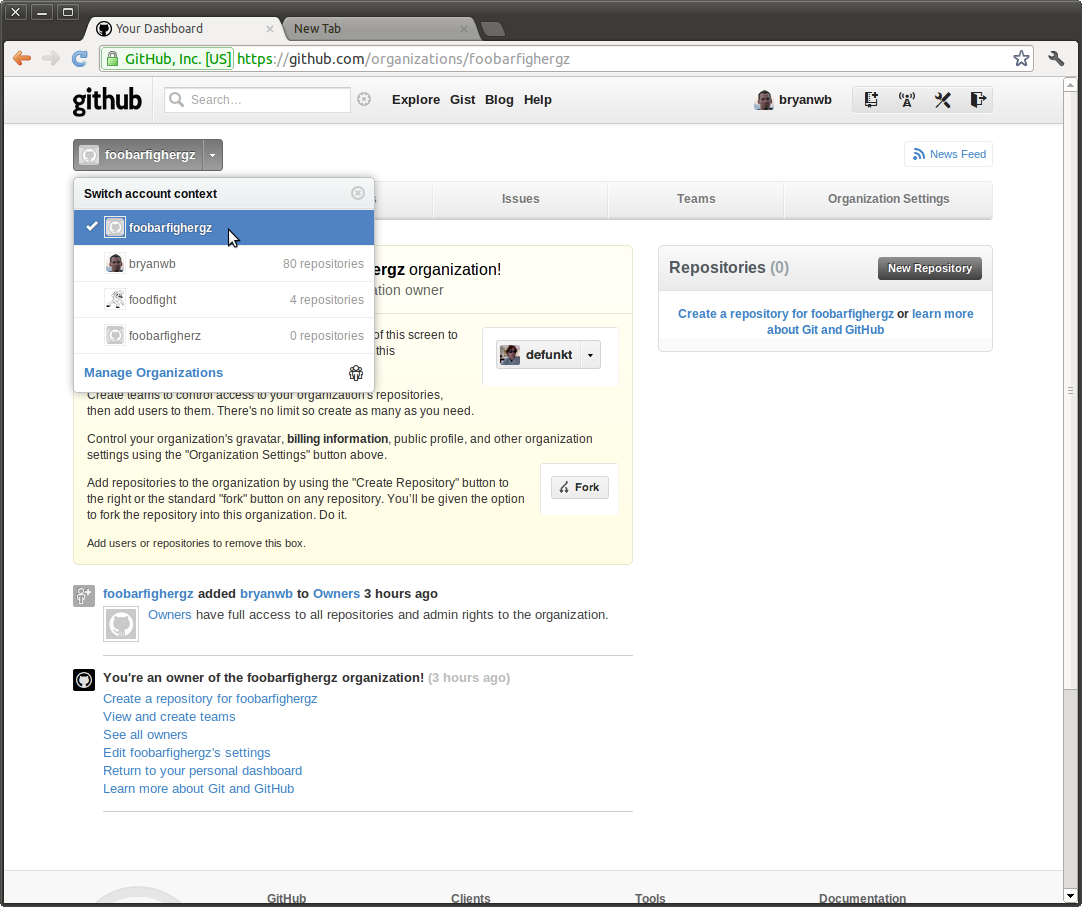 Your Dashboard
New Tab
GitHub, Inc. [US] https://github.com/organizations/foobarfighergz
github
Search...
Explore Gist Blog Help
bryanwb
foobarfighergz
News Feed
Switch account context
Issues
Teams
Organization Settings
foobarfighergz
bryanwb 80 repositories
foodfight 4 repositories
foobarfigherz 0 repositories
Manage Organizations
ergz organization!
ation owner
of this screen to
this
defunkt
Create teams to control access to your organization's repositories,
then add users to them. There's no limit so create as many as you need.
Control your organization's gravatar, billing information, public profile, and other organization
settings using the "Organization Settings" button above.
Add repositories to the organization by using the "Create Repository" button to
the right or the standard "fork" button on any repository. You'll be given the option
to fork the repository into this organization. Do it.
Fork
Add users or repositories to remove this box.
Repositories (0)
New Repository
Create a repository for foobarfighergz or learn more
about Git and GitHub
foobarfighergz added bryanwb to Owners 3 hours ago
Owners have full access to all repositories and admin rights to the organization.
You're an owner of the foobarfighergz organization! (3 hours ago)
Create a repository for foobarfighergz
View and create teams
See all owners
Edit foobarfighergz's settings
Return to your personal dashboard
Learn more about Git and GitHub
GitHub
Clients
Tools
Documentation